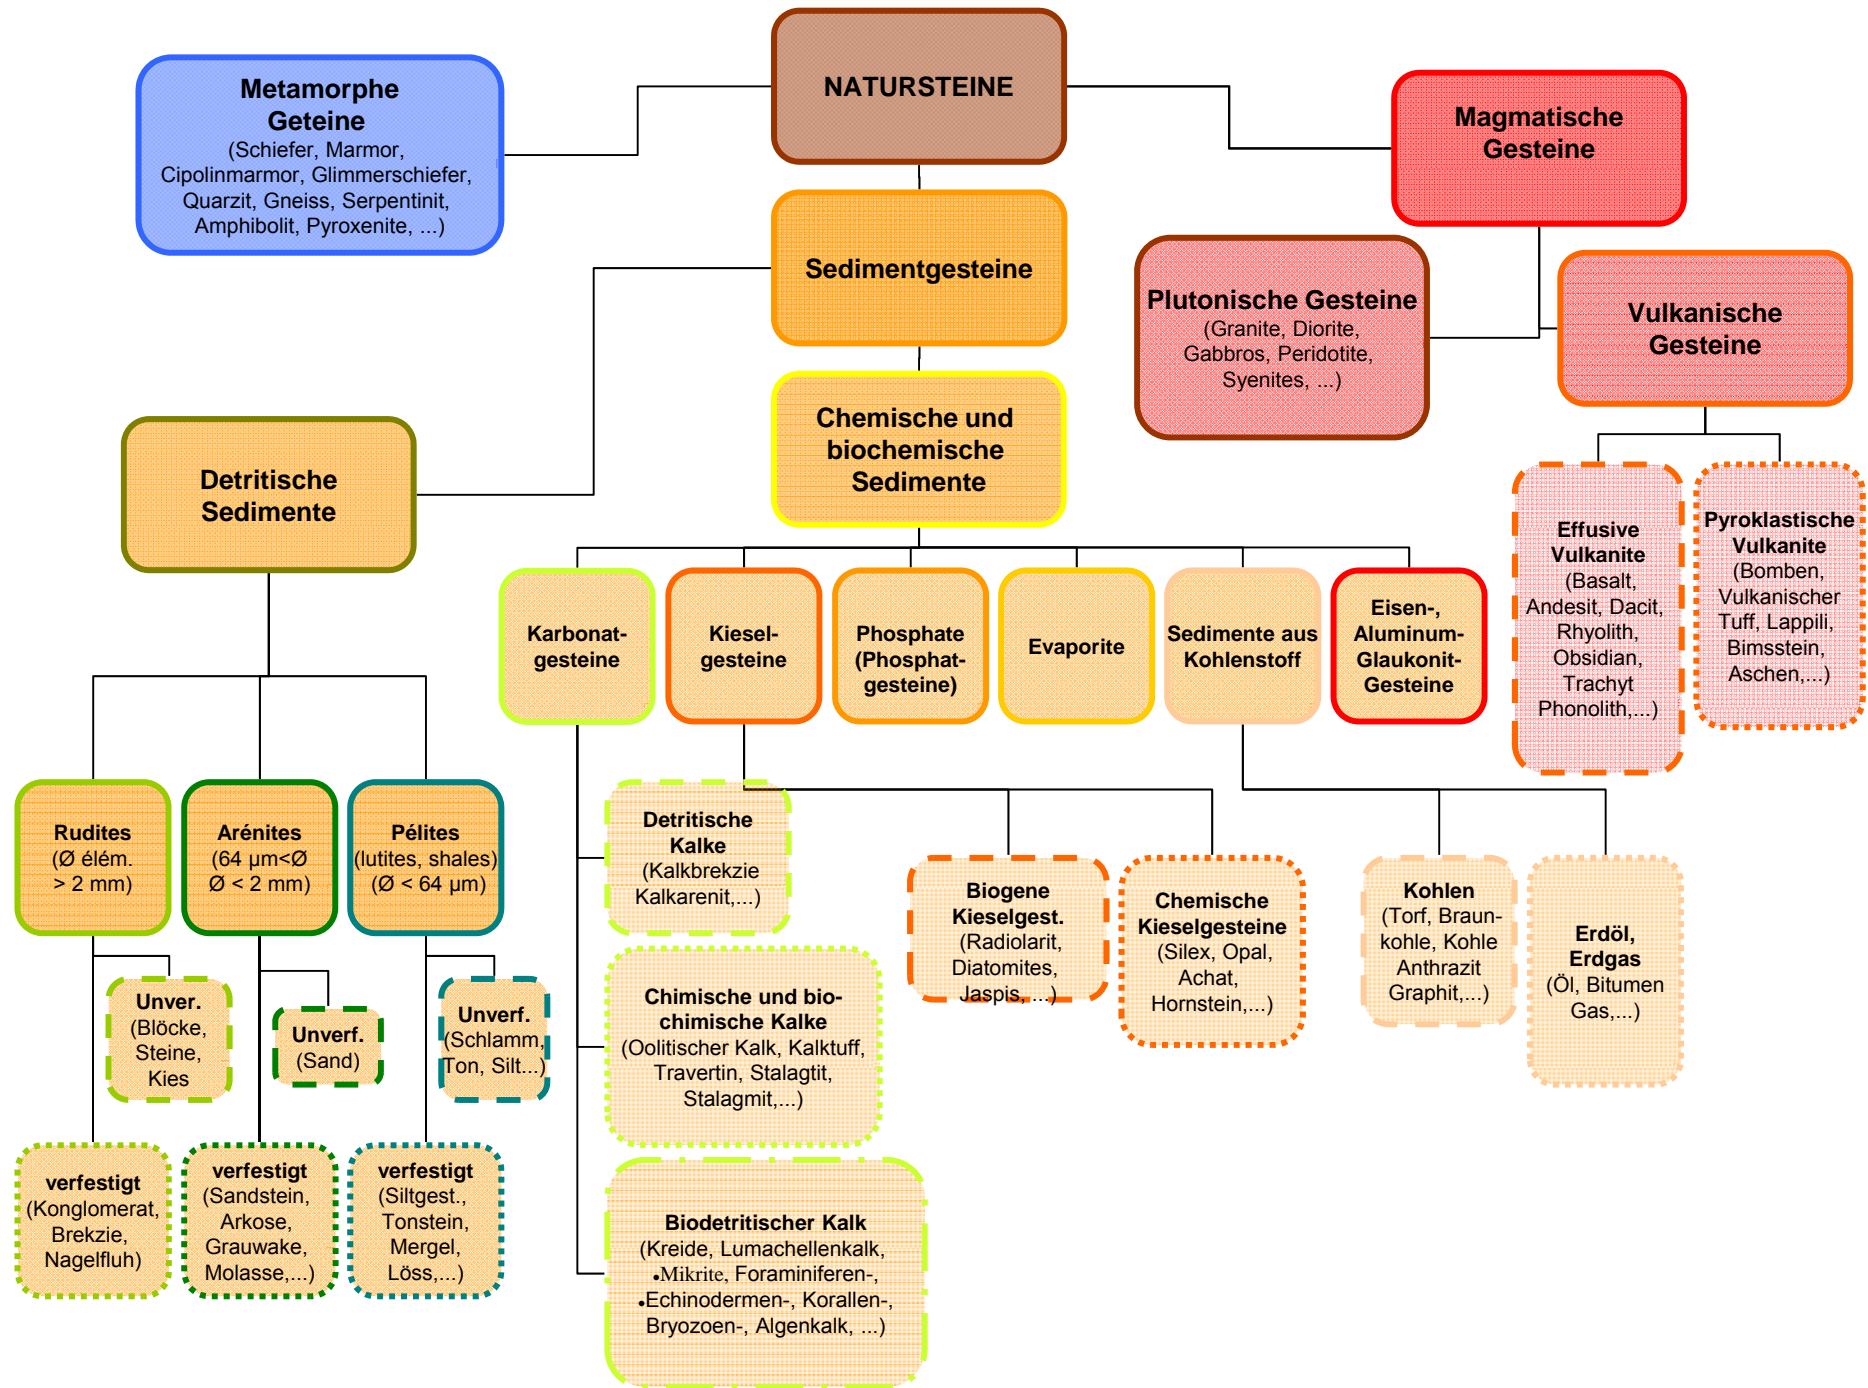 NATURSTEINE
Metamorphe
Geteine
(Schiefer, Marmor,
Cipolinmarmor, Glimmerschiefer,
Quarzit, Gneiss, Serpentinit,
Amphibolit, Pyroxenite, ...)
Magmatische
Gesteine
Sedimentgesteine
Plutonische Gesteine
(Granite, Diorite,
Gabbros, Peridotite,
Syenites, ...)
Vulkanische
Gesteine
Chemische und
biochemische
Sedimente
Detritische
Sedimente
Effusive
Vulkanite
(Basalt,
Andesit, Dacit,
Rhyolith,
Obsidian,
Trachyt
Phonolith,...)
Pyroklastische
Vulkanite
(Bomben,
Vulkanischer
Tuff, Lappili,
Bimsstein,
Aschen,...)
Karbonat-
gesteine
Kiesel-
gesteine
Phosphate
(Phosphat-
gesteine)
Evaporite
Sedimente aus
Kohlenstoff
Eisen-,
Aluminum-
Glaukonit-
Gesteine
Rudites
(Ø élém.
> 2 mm)
Arénites
(64 µm<Ø
Ø < 2 mm)
Pélites
(lutites, shales)
(Ø < 64 µm)
Detritische
Kalke
(Kalkbrekzie
Kalkarenit,...)
Biogene
Kieselgest.
(Radiolarit,
Diatomites,
Jaspis, ...)
Chemische
Kieselgesteine
(Silex, Opal,
Achat,
Hornstein,...)
Kohlen
(Torf, Braun-
kohle, Kohle
Anthrazit
Graphit,...)
Erdöl,
Erdgas
(Öl, Bitumen
Gas,...)
Unver.
(Blöcke,
Steine,
Kies
Unverf.
(Sand)
Unverf.
(Schlamm,
Ton, Silt...)
Chimische und bio-
chimische Kalke
(Oolitischer Kalk, Kalktuff,
Travertin, Stalagtit,
Stalagmit,...)
verfestigt
(Konglomerat,
Brekzie,
Nagelfluh)
verfestigt
(Sandstein,
Arkose,
Grauwake,
Molasse,...)
verfestigt
(Siltgest.,
Tonstein,
Mergel,
Löss,...)
Biodetritischer Kalk
(Kreide, Lumachellenkalk,
•Mikrite, Foraminiferen-,
•Echinodermen-, Korallen-,
Bryozoen-, Algenkalk, ...)